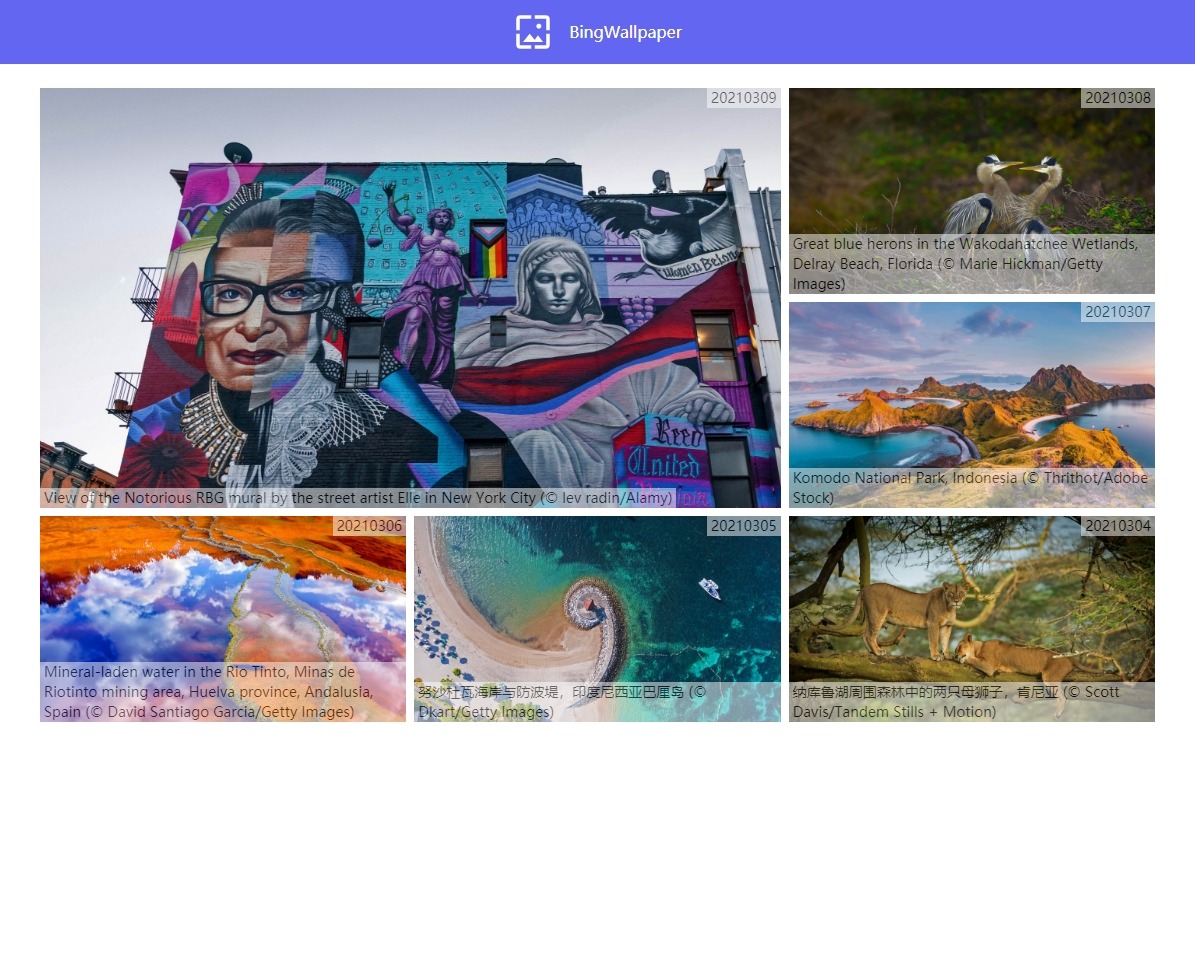 BingWallpaper
20210309
Women Belong
Reed
United
View of the Notorious RBG mural by the street artist Elle in New York City (© lev radin/Alamy)
20210308
Great blue herons in the Wakodahatchee Wetlands,
Delray Beach, Florida (© Marie Hickman/Getty
Images)
20210307
Komodo National Park, Indonesia (© Thrithot/Adobe
Stock)
20210306
Mineral-laden water in the Rio Tinto, Minas de
Riotinto mining area, Huelva province, Andalusia,
Spain (© David Santiago Garcia/Getty Images)
20210305
努沙杜瓦海岸与防波堤，印度尼西亚巴厘岛 (©
Dkart/Getty Images)
20210304
纳库鲁湖周围森林中的两只母狮子，肯尼亚 (© Scott
Davis/Tandem Stills + Motion)